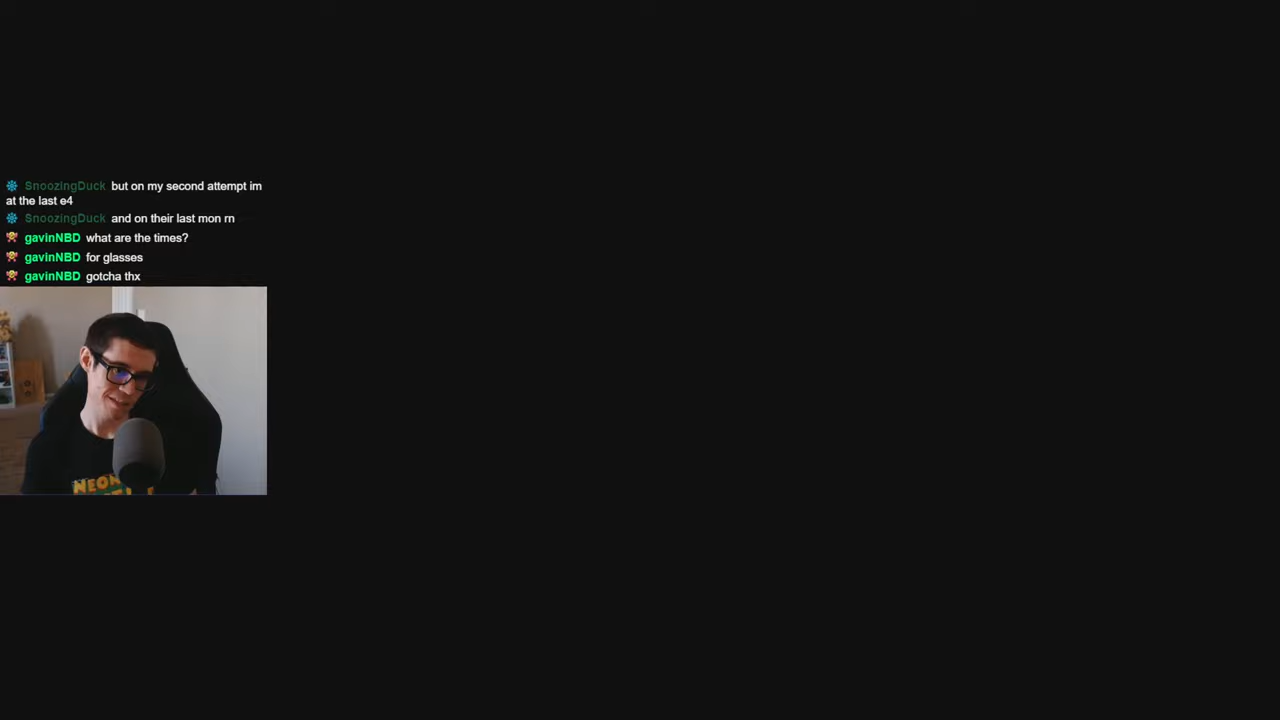 SnoozingDuck but on my second attempt im
at the last e4
SnoozingDuck and on their last mon rn
gavinNBD what are the times?
gavinNBD for glasses
gavinNBD gotcha thx
NEON